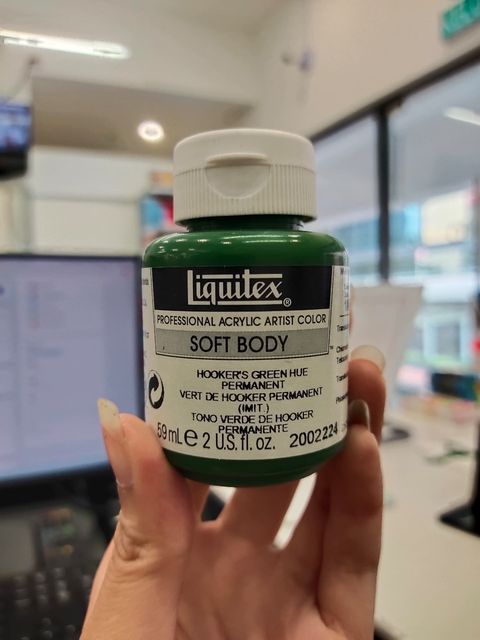 Liquitex®
PROFESSIONAL ACRYLIC ARTIST COLOR
SOFT BODY
HOOKER'S GREEN HUE
PERMANENT
VERT DE HOOKER PERMANENT
(IMIT.)
TONO VERDE DE HOOKER
PERMANENTE
59 mL e 2 U.S. fl. oz. 2002224